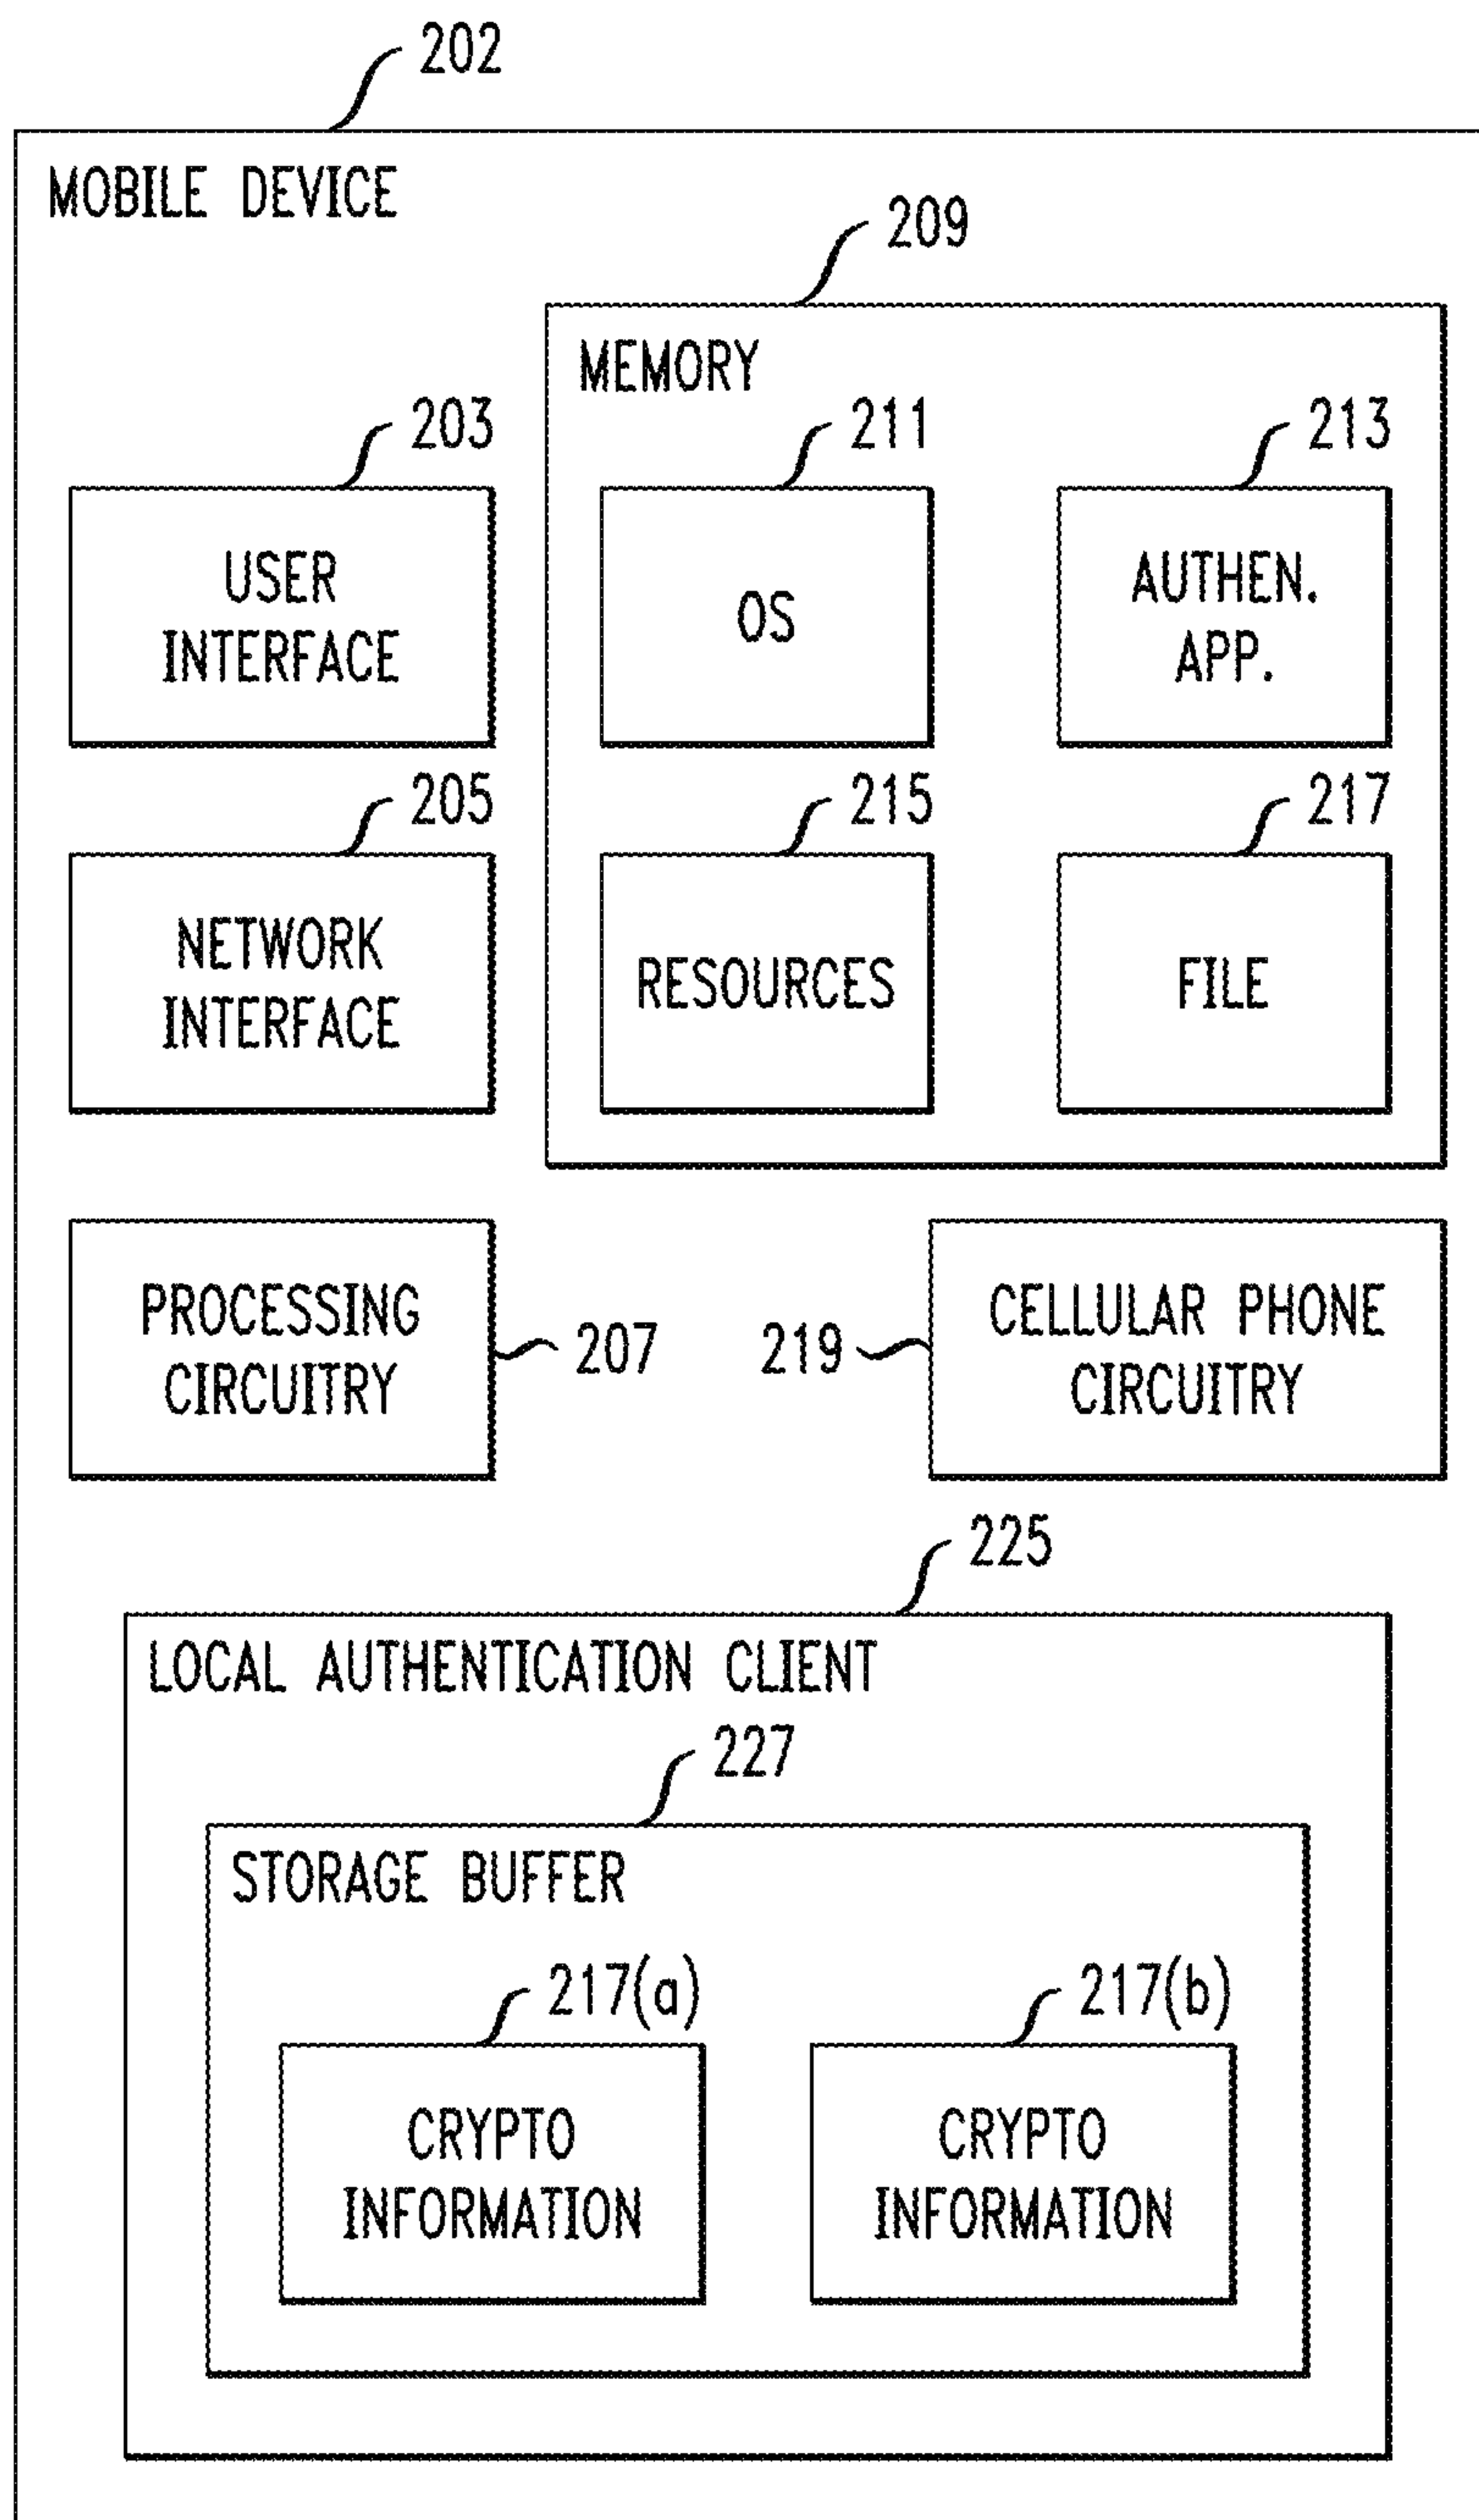 202
MOBILE DEVICE
209
MEMORY
203
211
213
USER
INTERFACE
OS
AUTHEN.
APP.
205
215
217
NETWORK
INTERFACE
RESOURCES
FILE
PROCESSING
CIRCUITRY
207
219
CELLULAR PHONE
CIRCUITRY
225
LOCAL AUTHENTICATION CLIENT
227
STORAGE BUFFER
217(a)
217(b)
CRYPTO
INFORMATION
CRYPTO
INFORMATION